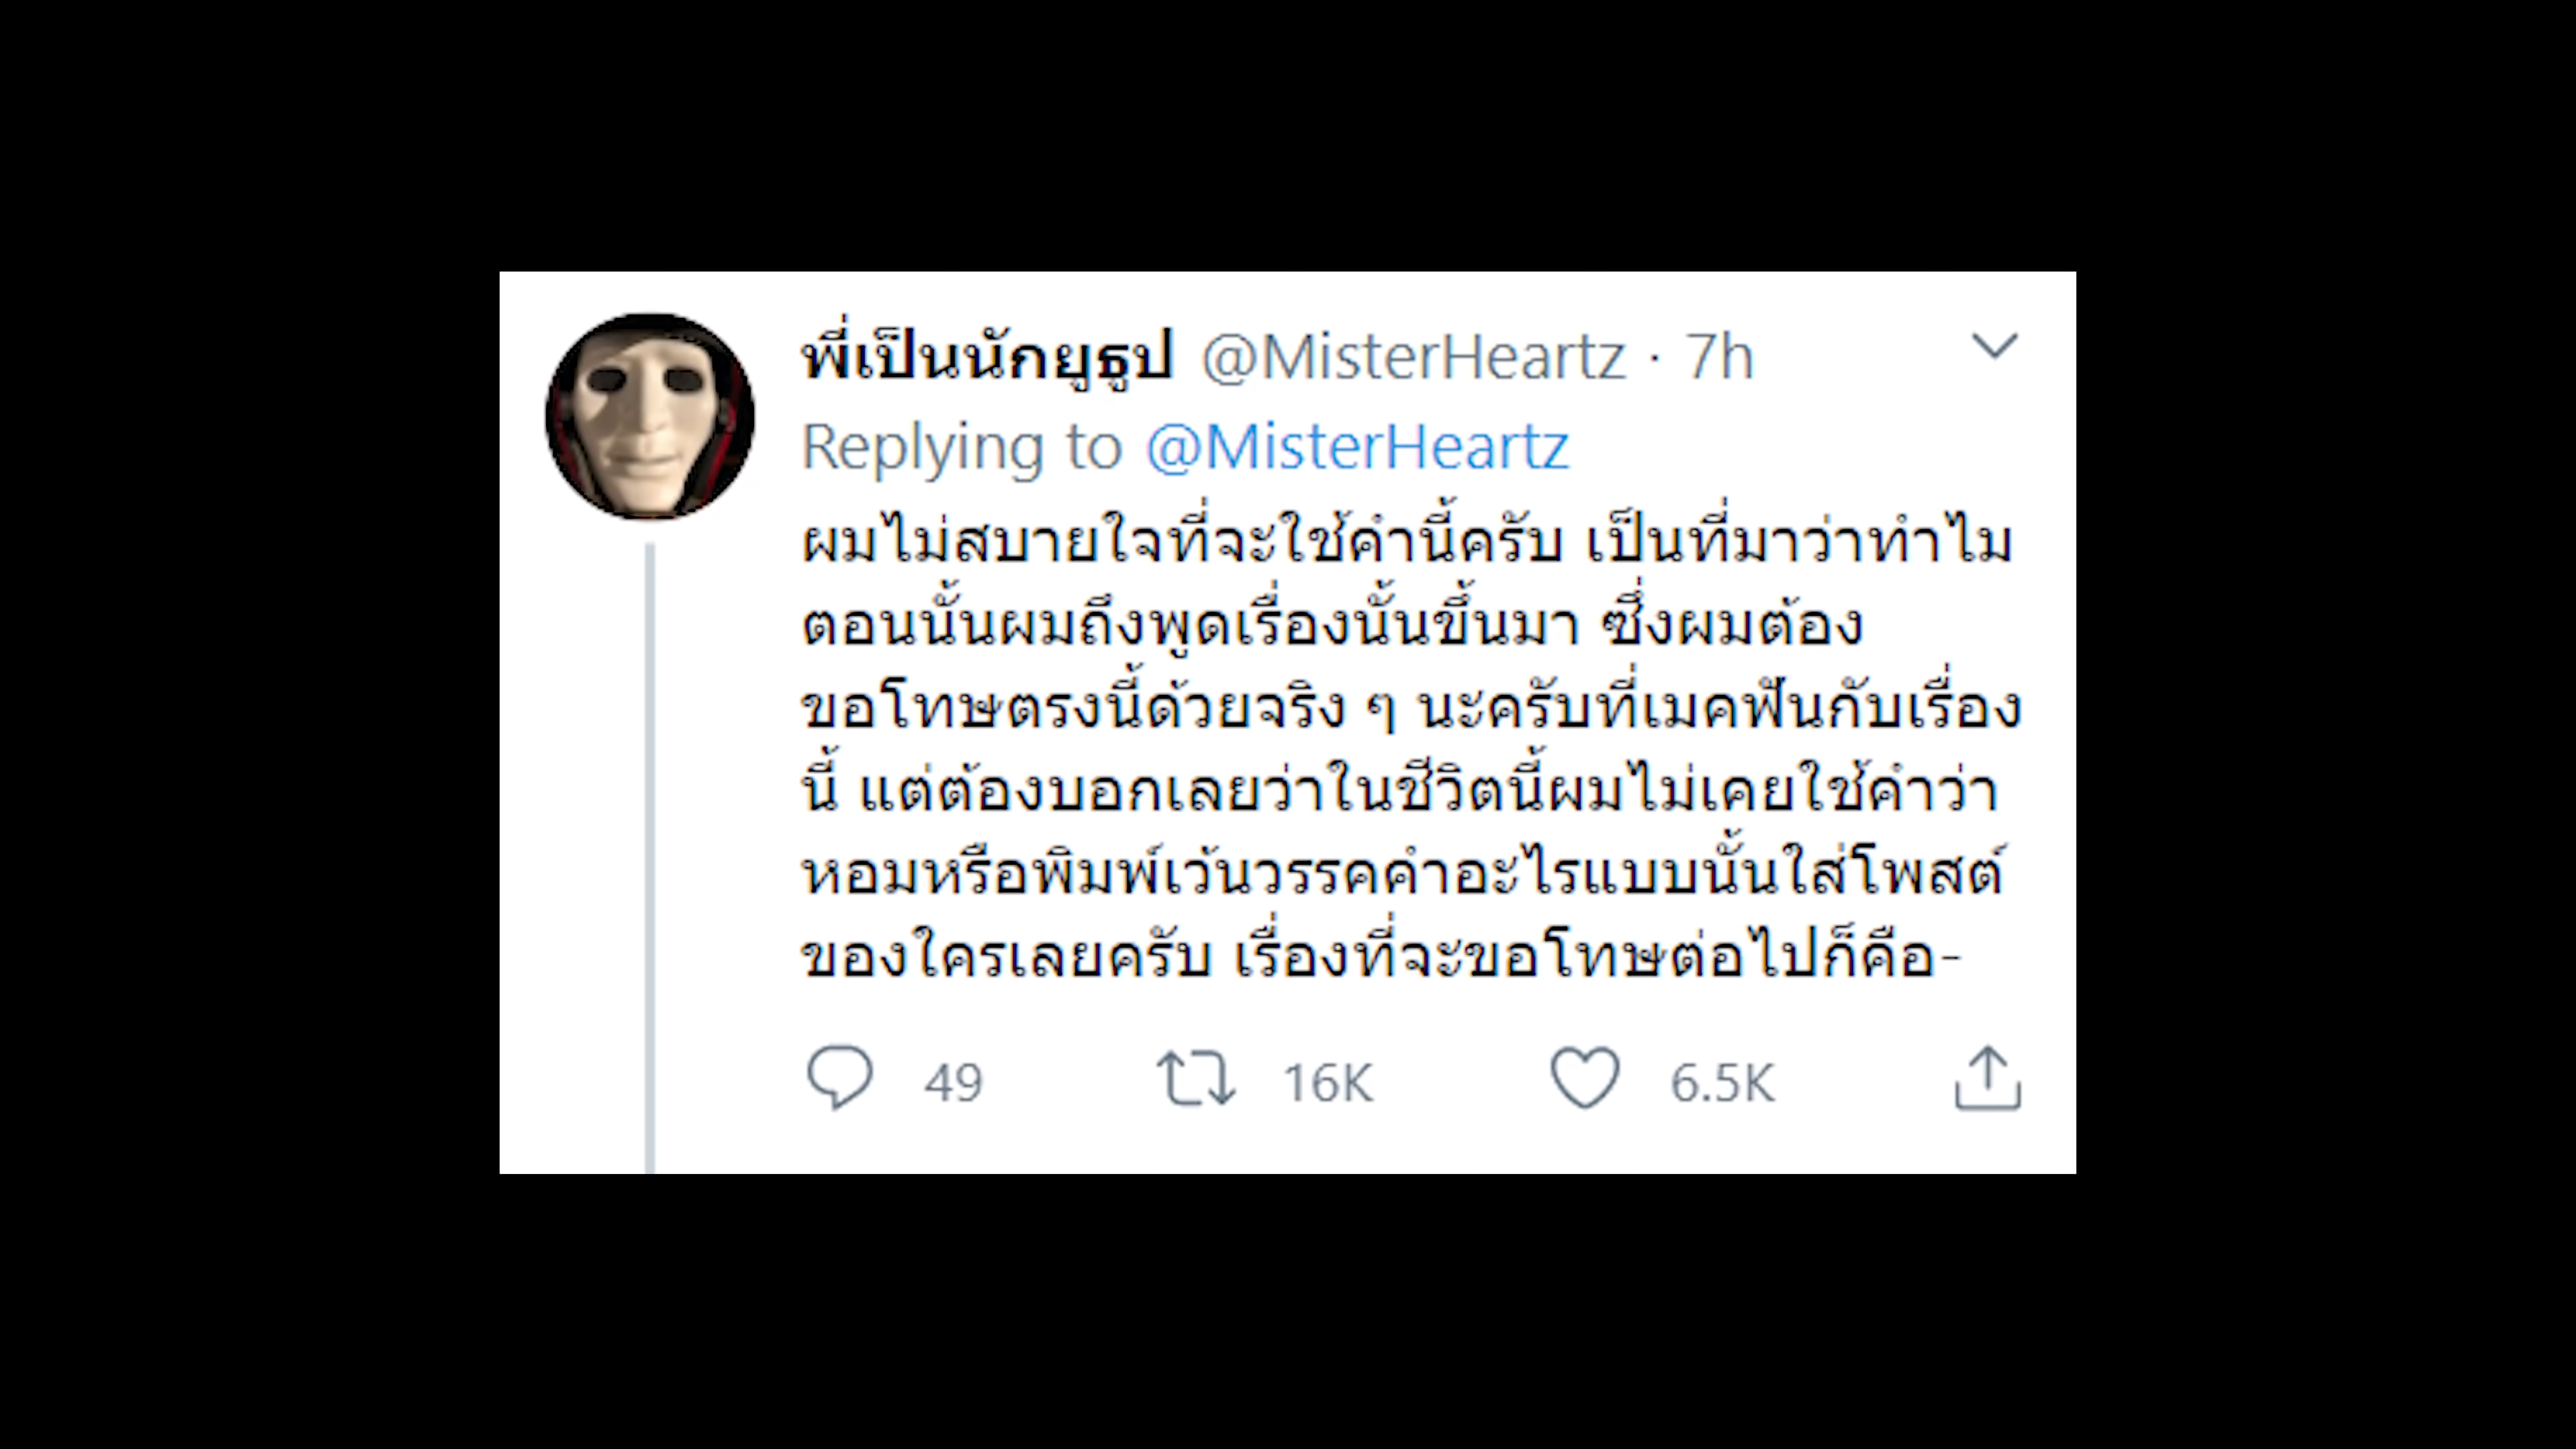 พี่เป็นนักยูธูป @MisterHeartz · 7h
Replying to @MisterHeartz
ผมไม่สบายใจที่จะใช้คำนี้ครับ เป็นที่มาว่าทำไม
ตอนนั้นผมถึงพูดเรื่องนั้นขึ้นมา ซึ่งผมต้อง
ขอโทษตรงนี้ด้วยจริง ๆ นะครับที่เมคฟันกับเรื่อง
นี้ แต่ต้องบอกเลยว่าในชีวิตนี้ผมไม่เคยใช้คำว่า
หอมหรือพิมพ์เว้นวรรคคำอะไรแบบนั้นใส่โพสต์
ของใครเลยครับ เรื่องที่จะขอโทษต่อไปก็คือ-
49 16K 6.5K